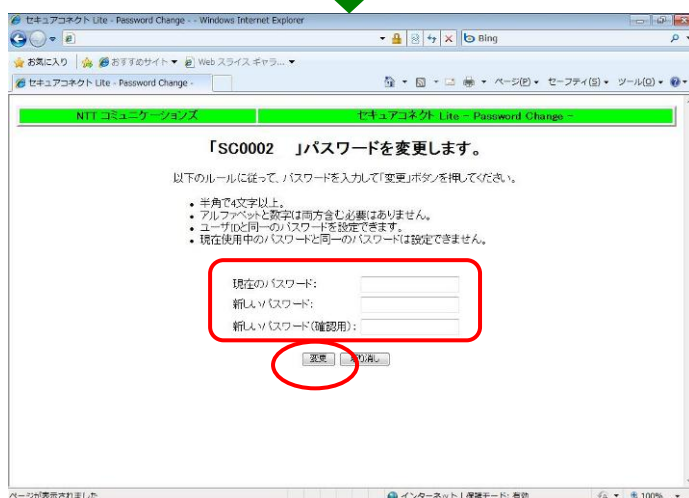 セキュアコネクト Lite - Password Change - - Windows Internet Explorer
Bing
お気に入り おすすめサイト ▼ Web スライス ギャラ... ▼
セキュアコネクト Lite - Password Change -
ページ(P) ▼ セーフティ(S) ▼ ツール(O) ▼
NTT コミュニケーションズ
セキュアコネクト Lite - Password Change -
「SC0002 」パスワードを変更します。
以下のルールに従って、パスワードを入力して「変更」ボタンを押してください。
• 半角で4文字以上。
• アルファベットと数字は両方含む必要はありません。
• ユーザIDと同一のパスワードを設定できます。
• 現在使用中のパスワードと同一のパスワードは設定できません。
現在のパスワード:
新しいパスワード:
新しいパスワード(確認用):
変更 取り消し
ページが表示されました
インターネット | 保護モード: 有効
100%